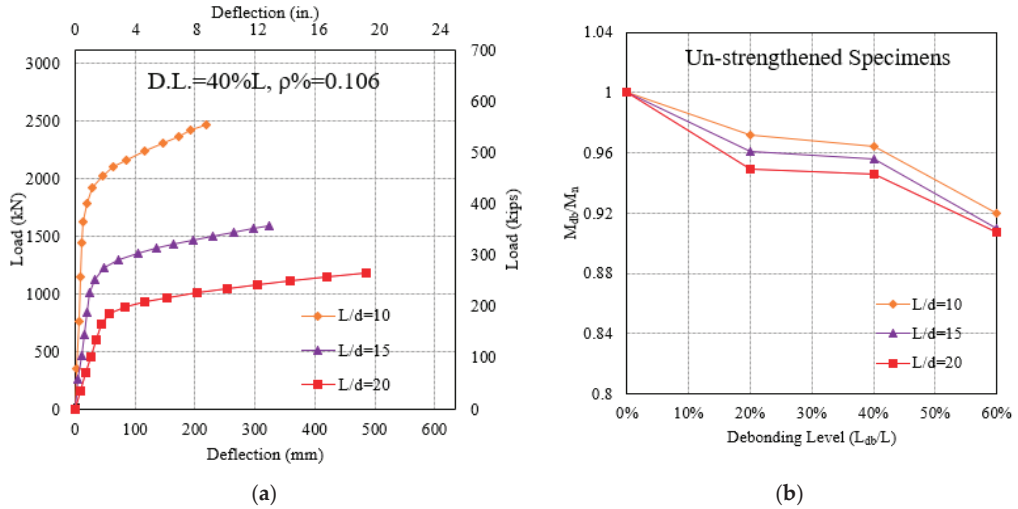 Deflection (in.)
0 4 8 12 16 20 24
D.L.=40%L, ρ%=0.106
Load (kN)
3000
2500
2000
1500
1000
500
0
Load (kips)
700
600
500
400
300
200
100
0
L/d=10
L/d=15
L/d=20
0 100 200 300 400 500 600
Deflection (mm)
(a)
Un-strengthened Specimens
Mdb/Mn
1.04
1
0.96
0.92
0.88
0.84
0.8
L/d=10
L/d=15
L/d=20
0% 10% 20% 30% 40% 50% 60%
Debonding Level (Ldb/L)
(b)